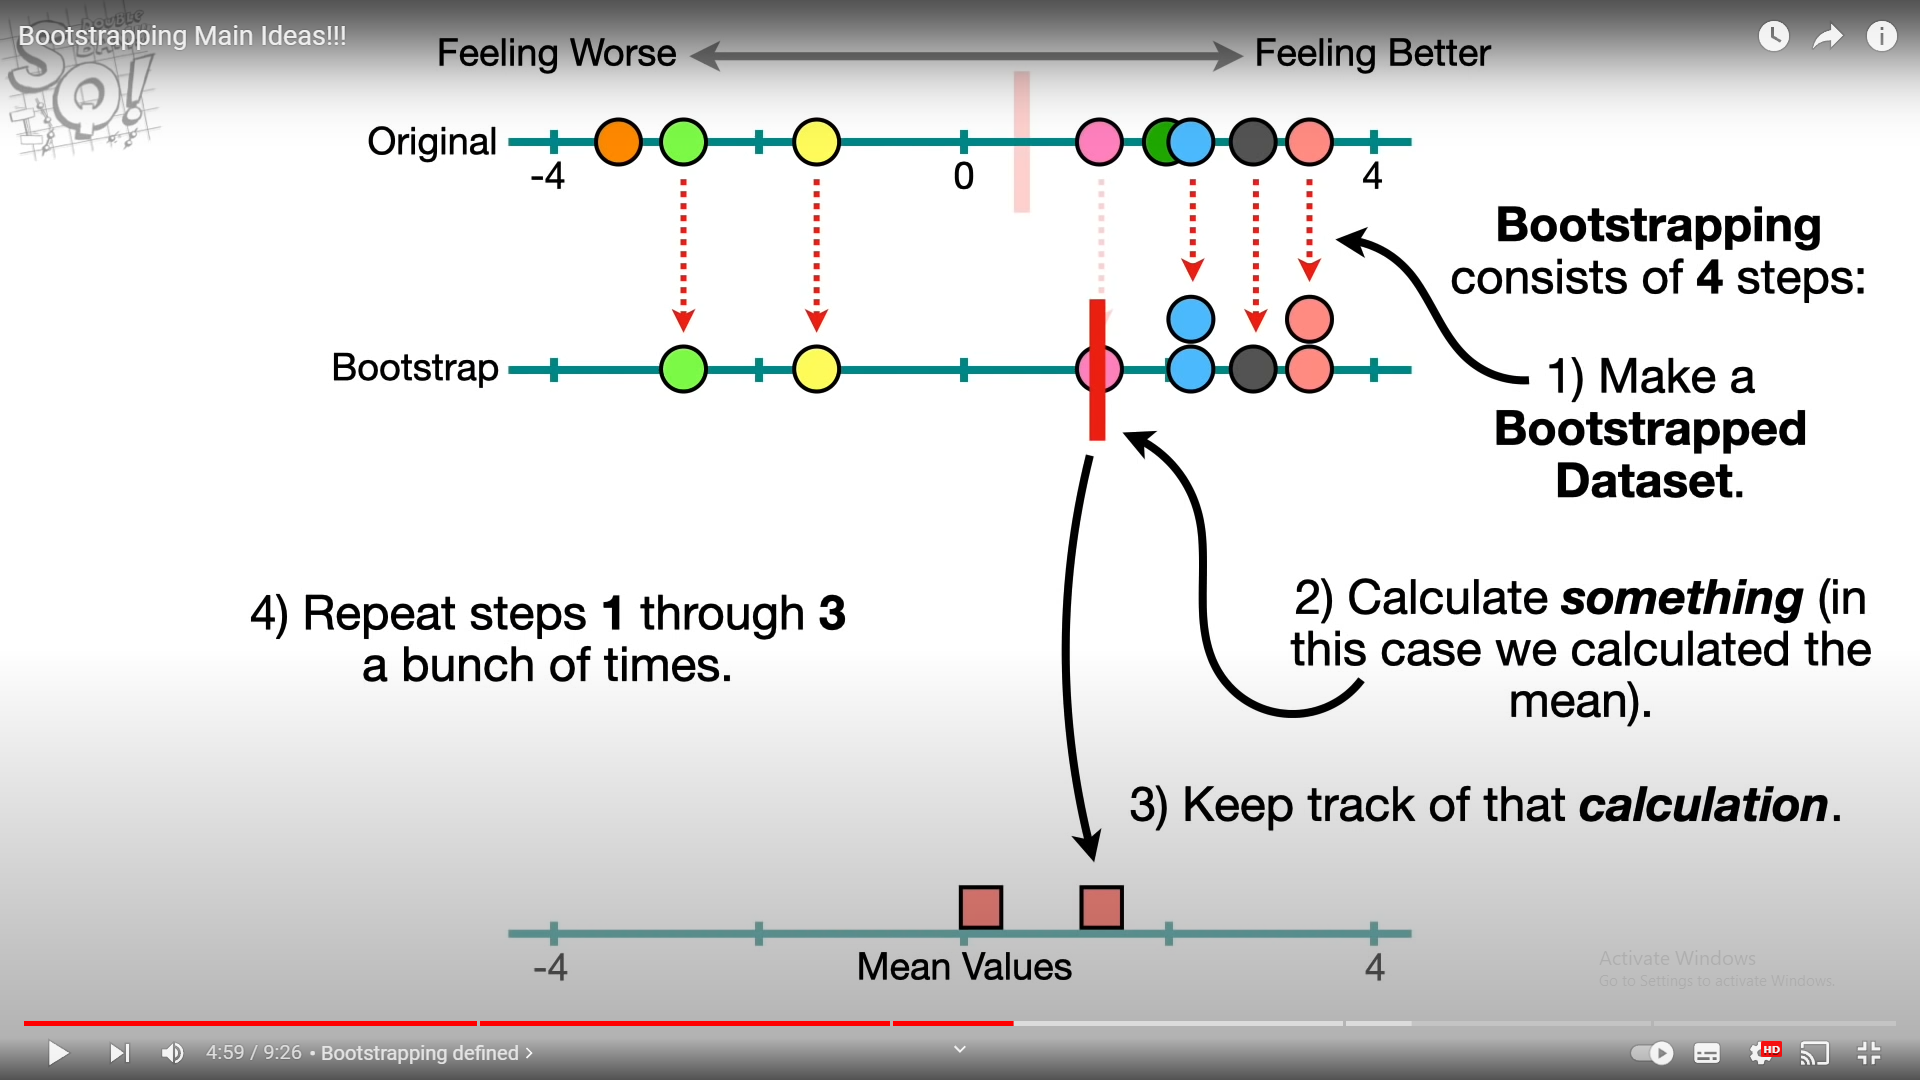 Bootstrapping Main Ideas!!!
DOUBLE
BAM!
SQ!
Feeling Worse
Feeling Better
Original
-4
0
4
Bootstrapping
consists of 4 steps:
Bootstrap
1) Make a
Bootstrapped
Dataset.
4) Repeat steps 1 through 3
a bunch of times.
2) Calculate something (in
this case we calculated the
mean).
3) Keep track of that calculation.
-4
Mean Values
4
Activate Windows
Go to Settings to activate Windows.
4:59 / 9:26 • Bootstrapping defined >
HD